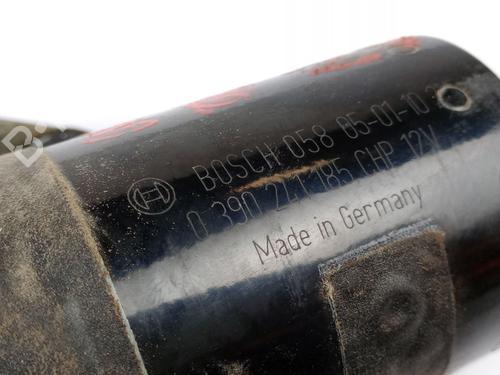 BOSCH 058 05-01-10
0 390 241 185 CHP 12V
Made in Germany